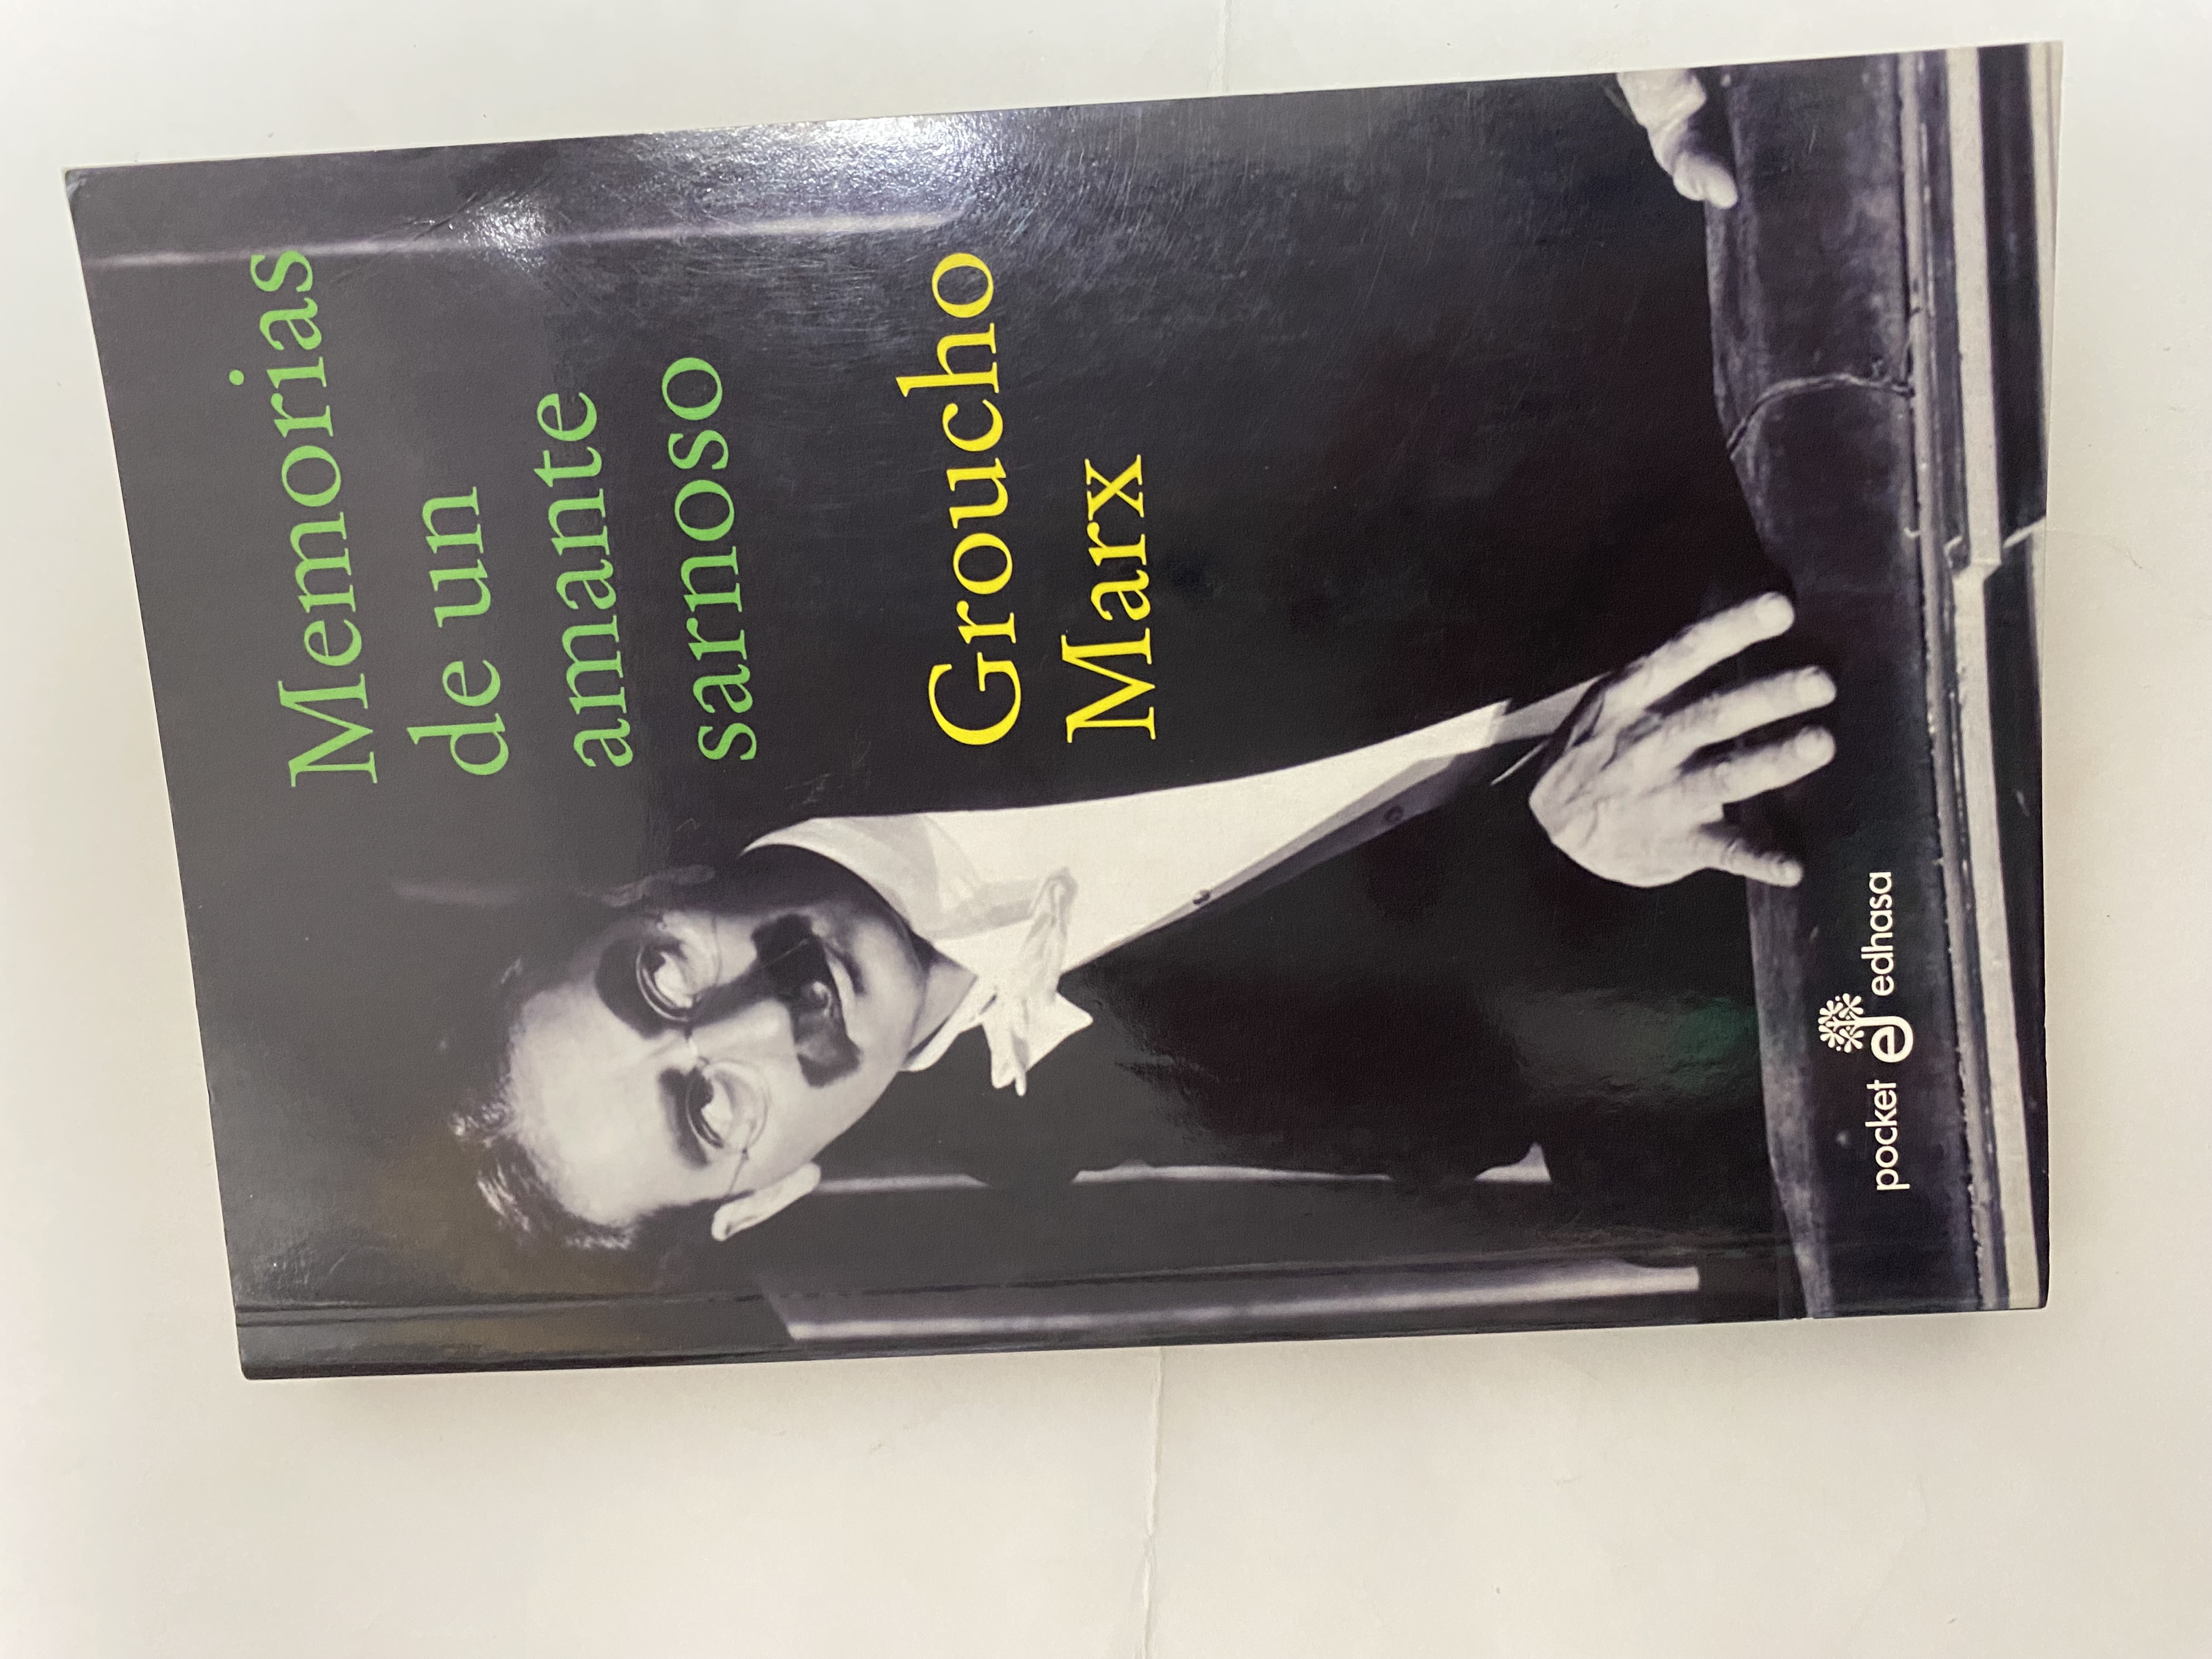 Memorias
de un
amante
sarnoso
Groucho
Marx
pocket edhasa